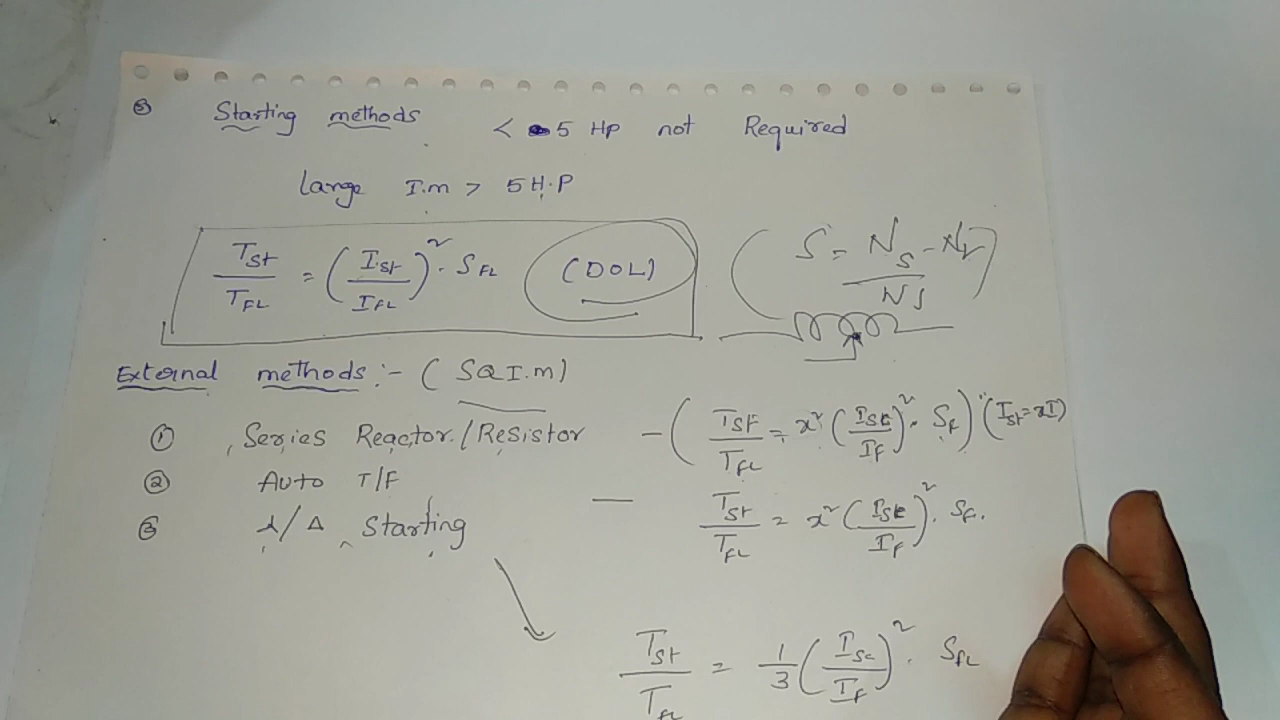 ③ Starting methods < 5 Hp not Required
large I.m > 5 H.P
Tst/TFL = (Ist/IFL)² . SFL (DOL)
S = Ns - Nr / Ns
External methods :- (SQ I.m)
① Series Reactor / Resistor - (Tst/TFL = x² (Isc/If)² . Sf) (Ist = xI)
② Auto T/F — Tst/TFL = x² (Isc/If)² . Sf.
③ ⅄/Δ Starting
Tst/TFL = 1/3 (Isc/If)² . SfL